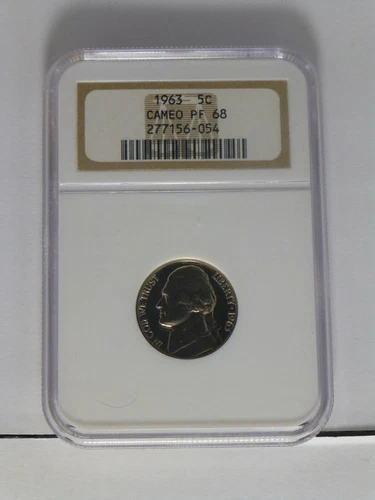 1963 5C
CAMEO PF 68
277156-054
IN GOD WE TRUST
LIBERTY 1963